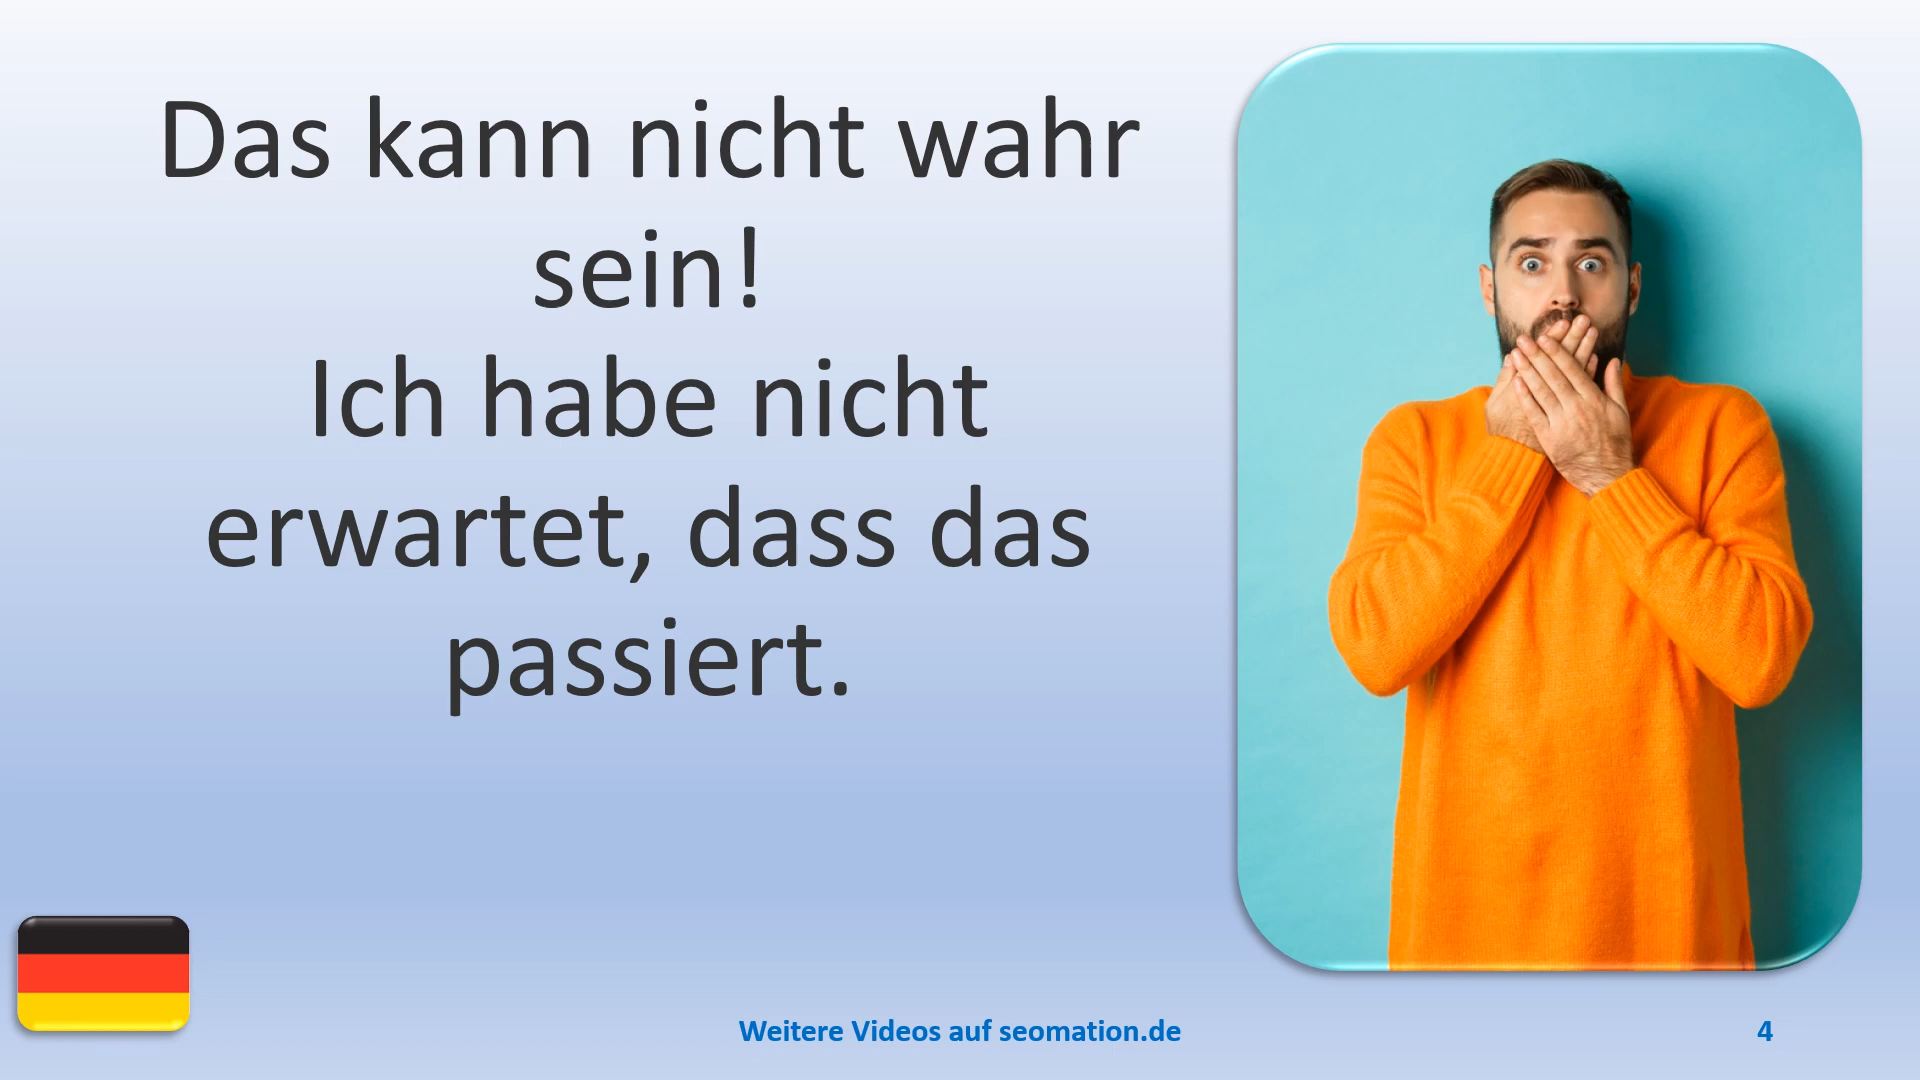 Das kann nicht wahr
sein!
Ich habe nicht
erwartet, dass das
passiert.
Weitere Videos auf seomation.de
4